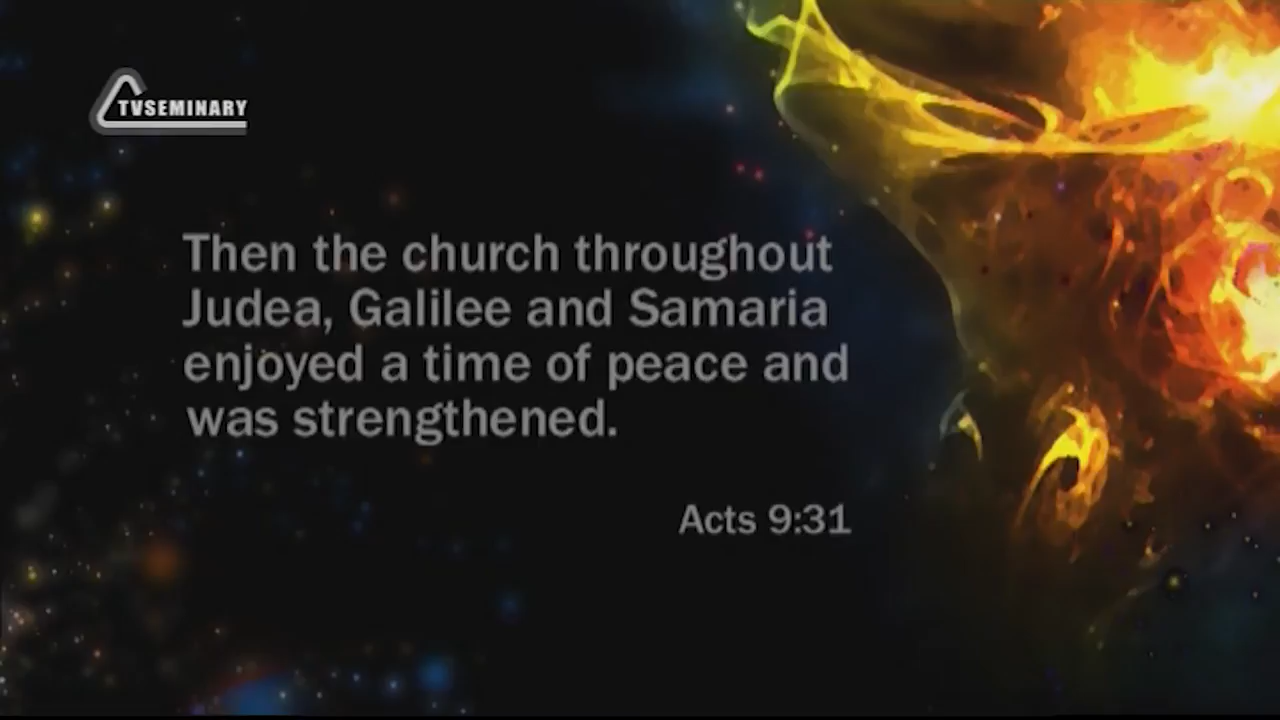 TVSEMINARY
Then the church throughout
Judea, Galilee and Samaria
enjoyed a time of peace and
was strengthened.
Acts 9:31